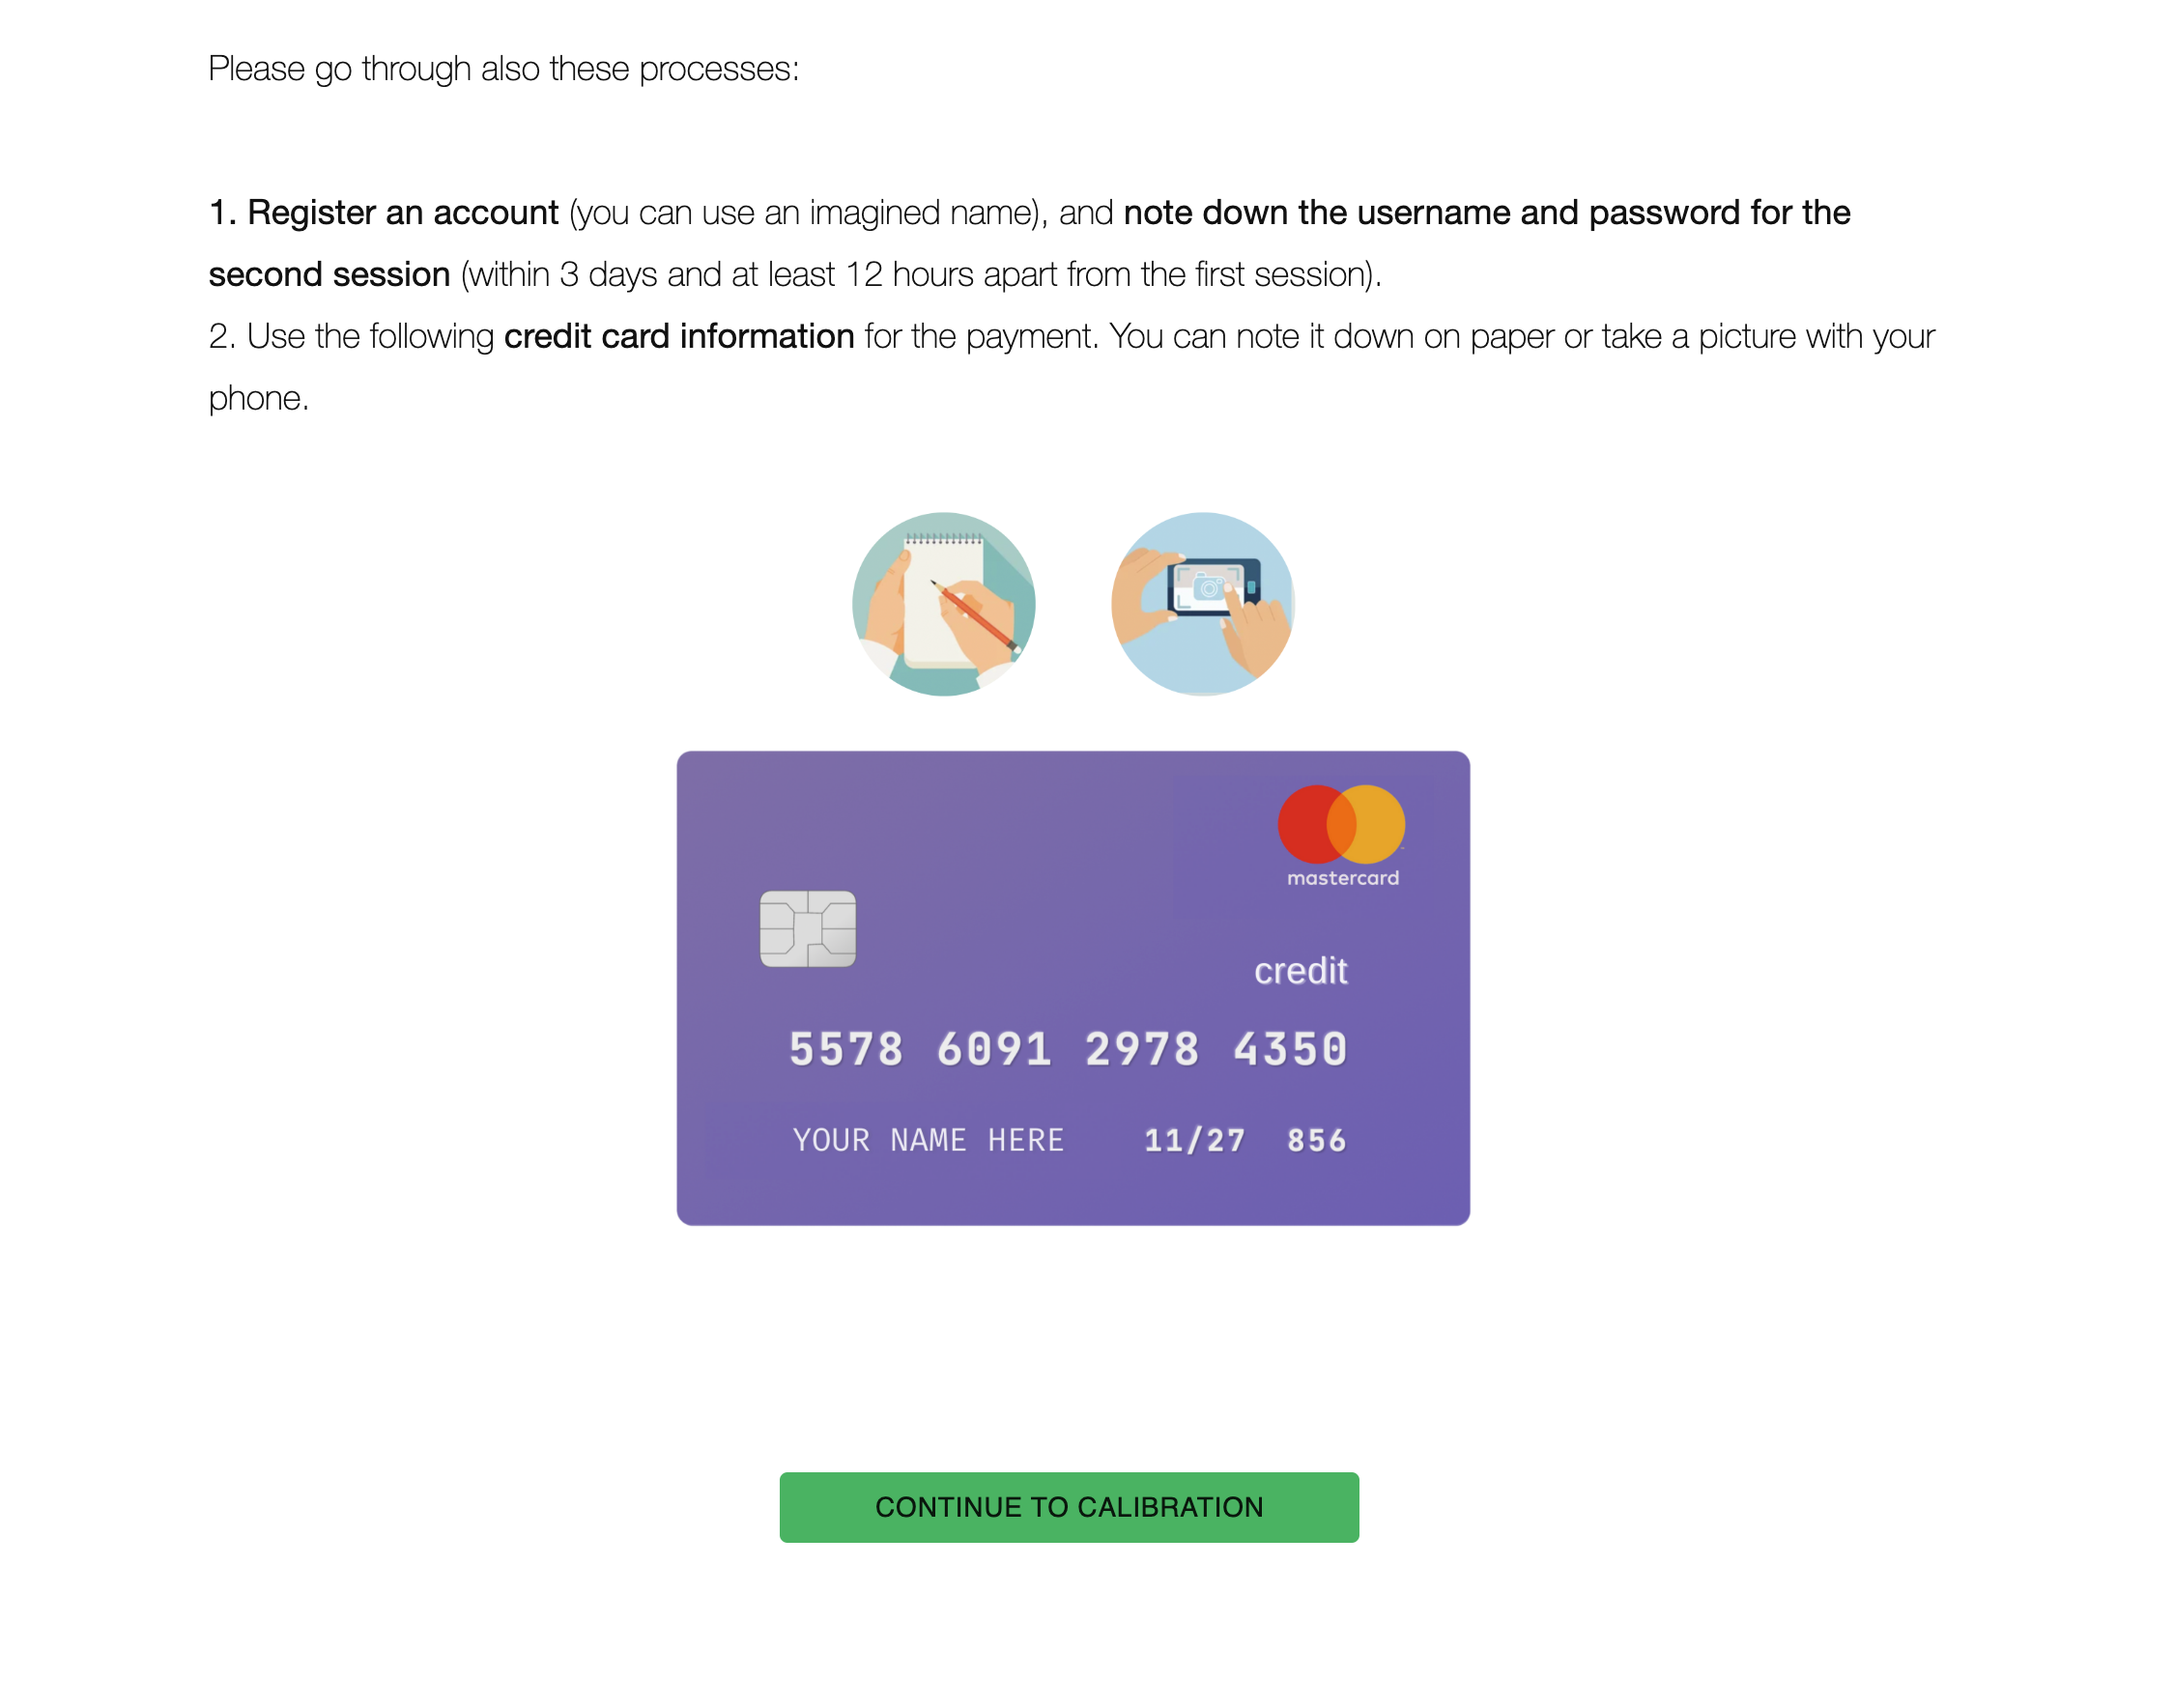 Please go through also these processes:
1. Register an account (you can use an imagined name), and note down the username and password for the
second session (within 3 days and at least 12 hours apart from the first session).
2. Use the following credit card information for the payment. You can note it down on paper or take a picture with your
phone.
mastercard
credit
5578 6091 2978 4350
YOUR NAME HERE 11/27 856
CONTINUE TO CALIBRATION